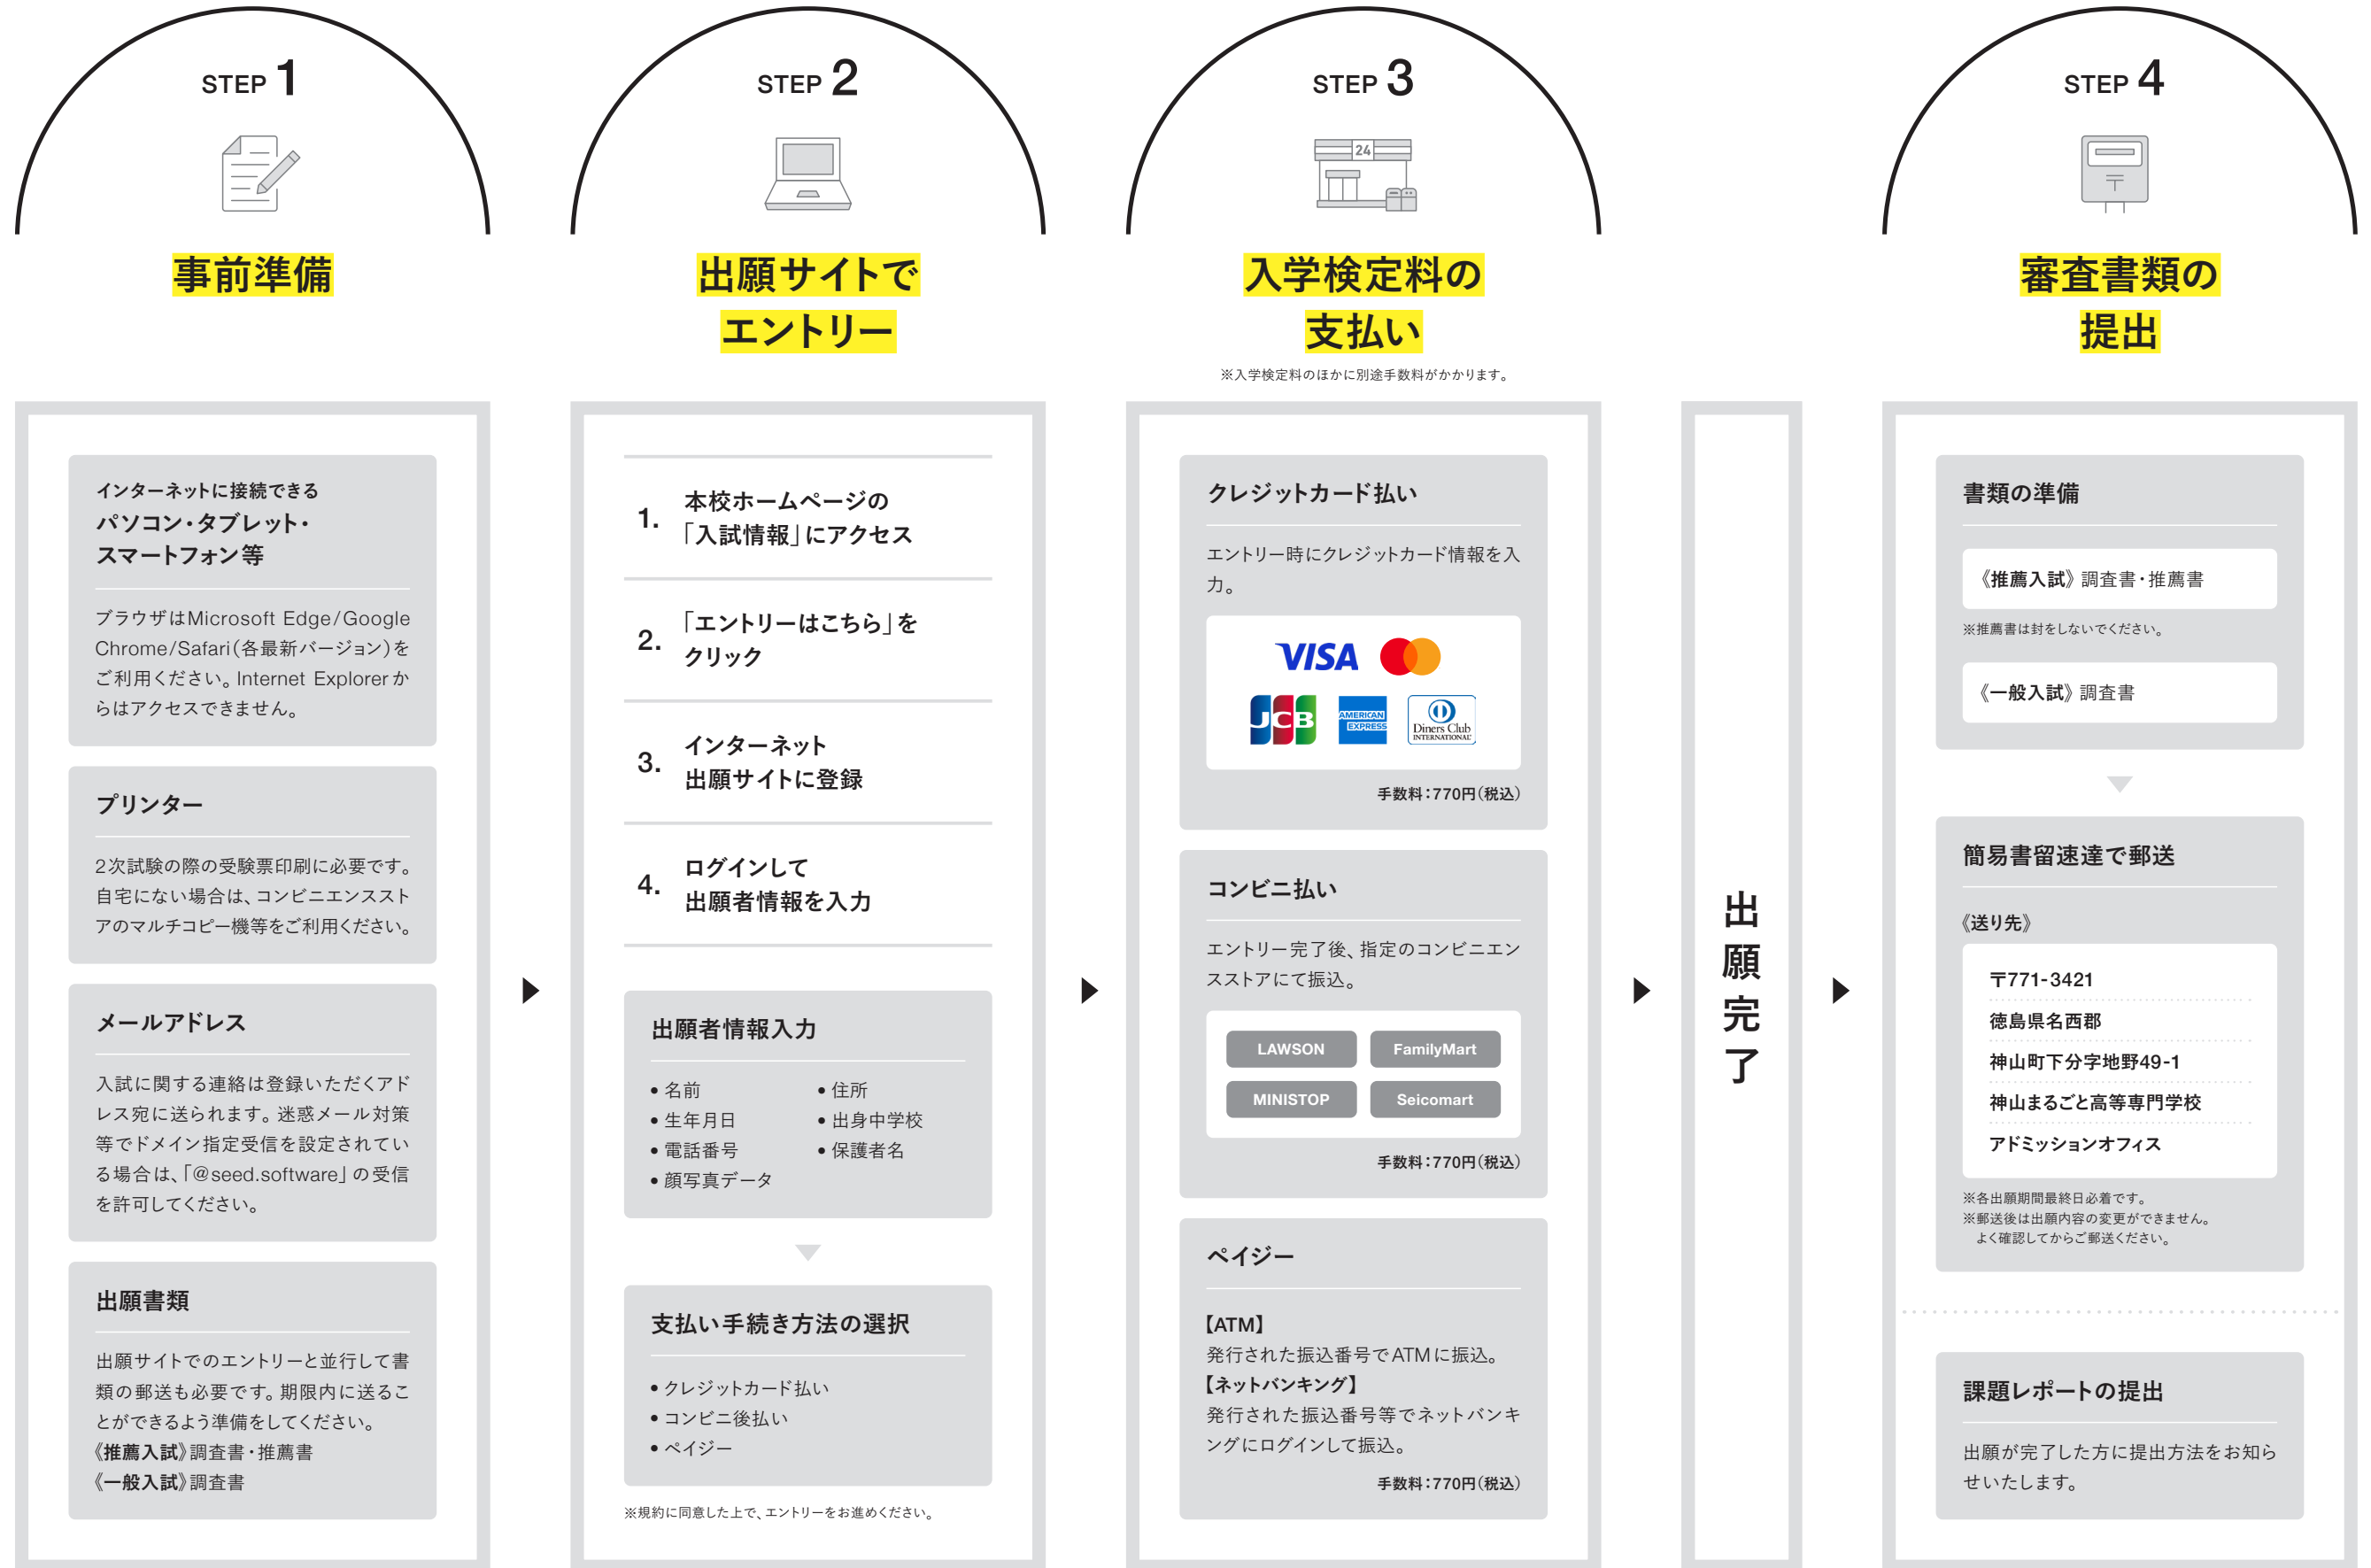 STEP 1
事前準備
インターネットに接続できる
パソコン・タブレット・
スマートフォン等
ブラウザはMicrosoft Edge/Google
Chrome/Safari(各最新バージョン)を
ご利用ください。Internet Explorerか
らはアクセスできません。
プリンター
2次試験の際の受験票印刷に必要です。
自宅にない場合は、コンビニエンススト
アのマルチコピー機等をご利用ください。
メールアドレス
入試に関する連絡は登録いただくアド
レス宛に送られます。迷惑メール対策
等でドメイン指定受信を設定されてい
る場合は、「@seed.software」の受信
を許可してください。
出願書類
出願サイトでのエントリーと並行して書
類の郵送も必要です。期限内に送るこ
とができるよう準備をしてください。
《推薦入試》調査書・推薦書
《一般入試》調査書
STEP 2
出願サイトで
エントリー
1. 本校ホームページの
「入試情報」にアクセス
2. 「エントリーはこちら」を
クリック
3. インターネット
出願サイトに登録
4. ログインして
出願者情報を入力
出願者情報入力
• 名前 • 住所
• 生年月日 • 出身中学校
• 電話番号 • 保護者名
• 顔写真データ
支払い手続き方法の選択
• クレジットカード払い
• コンビニ後払い
• ペイジー
※規約に同意した上で、エントリーをお進めください。
STEP 3
24
入学検定料の
支払い
※入学検定料のほかに別途手数料がかかります。
クレジットカード払い
エントリー時にクレジットカード情報を入
力。
VISA
JCB
AMERICAN
EXPRESS
Diners Club
INTERNATIONAL
手数料:770円(税込)
コンビニ払い
エントリー完了後、指定のコンビニエン
スストアにて振込。
LAWSON FamilyMart
MINISTOP Seicomart
手数料:770円(税込)
ペイジー
【ATM】
発行された振込番号でATMに振込。
【ネットバンキング】
発行された振込番号等でネットバンキ
ングにログインして振込。
手数料:770円(税込)
出願完了
STEP 4
〒
審査書類の
提出
書類の準備
《推薦入試》調査書・推薦書
※推薦書は封をしないでください。
《一般入試》調査書
簡易書留速達で郵送
《送り先》
〒771-3421
徳島県名西郡
神山町下分字地野49-1
神山まるごと高等専門学校
アドミッションオフィス
※各出願期間最終日必着です。
※郵送後は出願内容の変更ができません。
よく確認してからご郵送ください。
課題レポートの提出
出願が完了した方に提出方法をお知ら
せいたします。